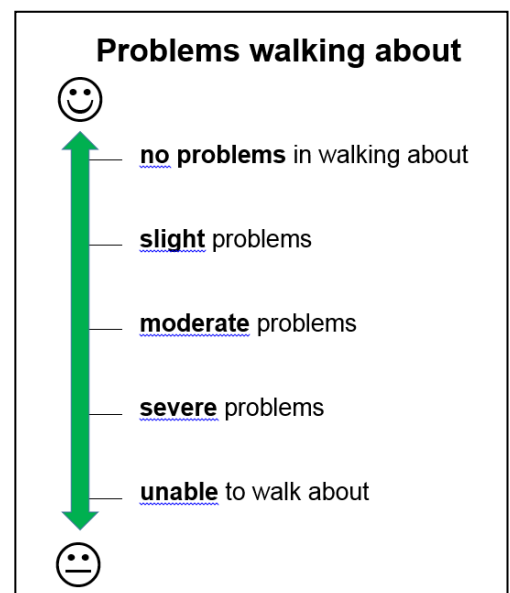 Problems walking about
no problems in walking about
slight problems
moderate problems
severe problems
unable to walk about